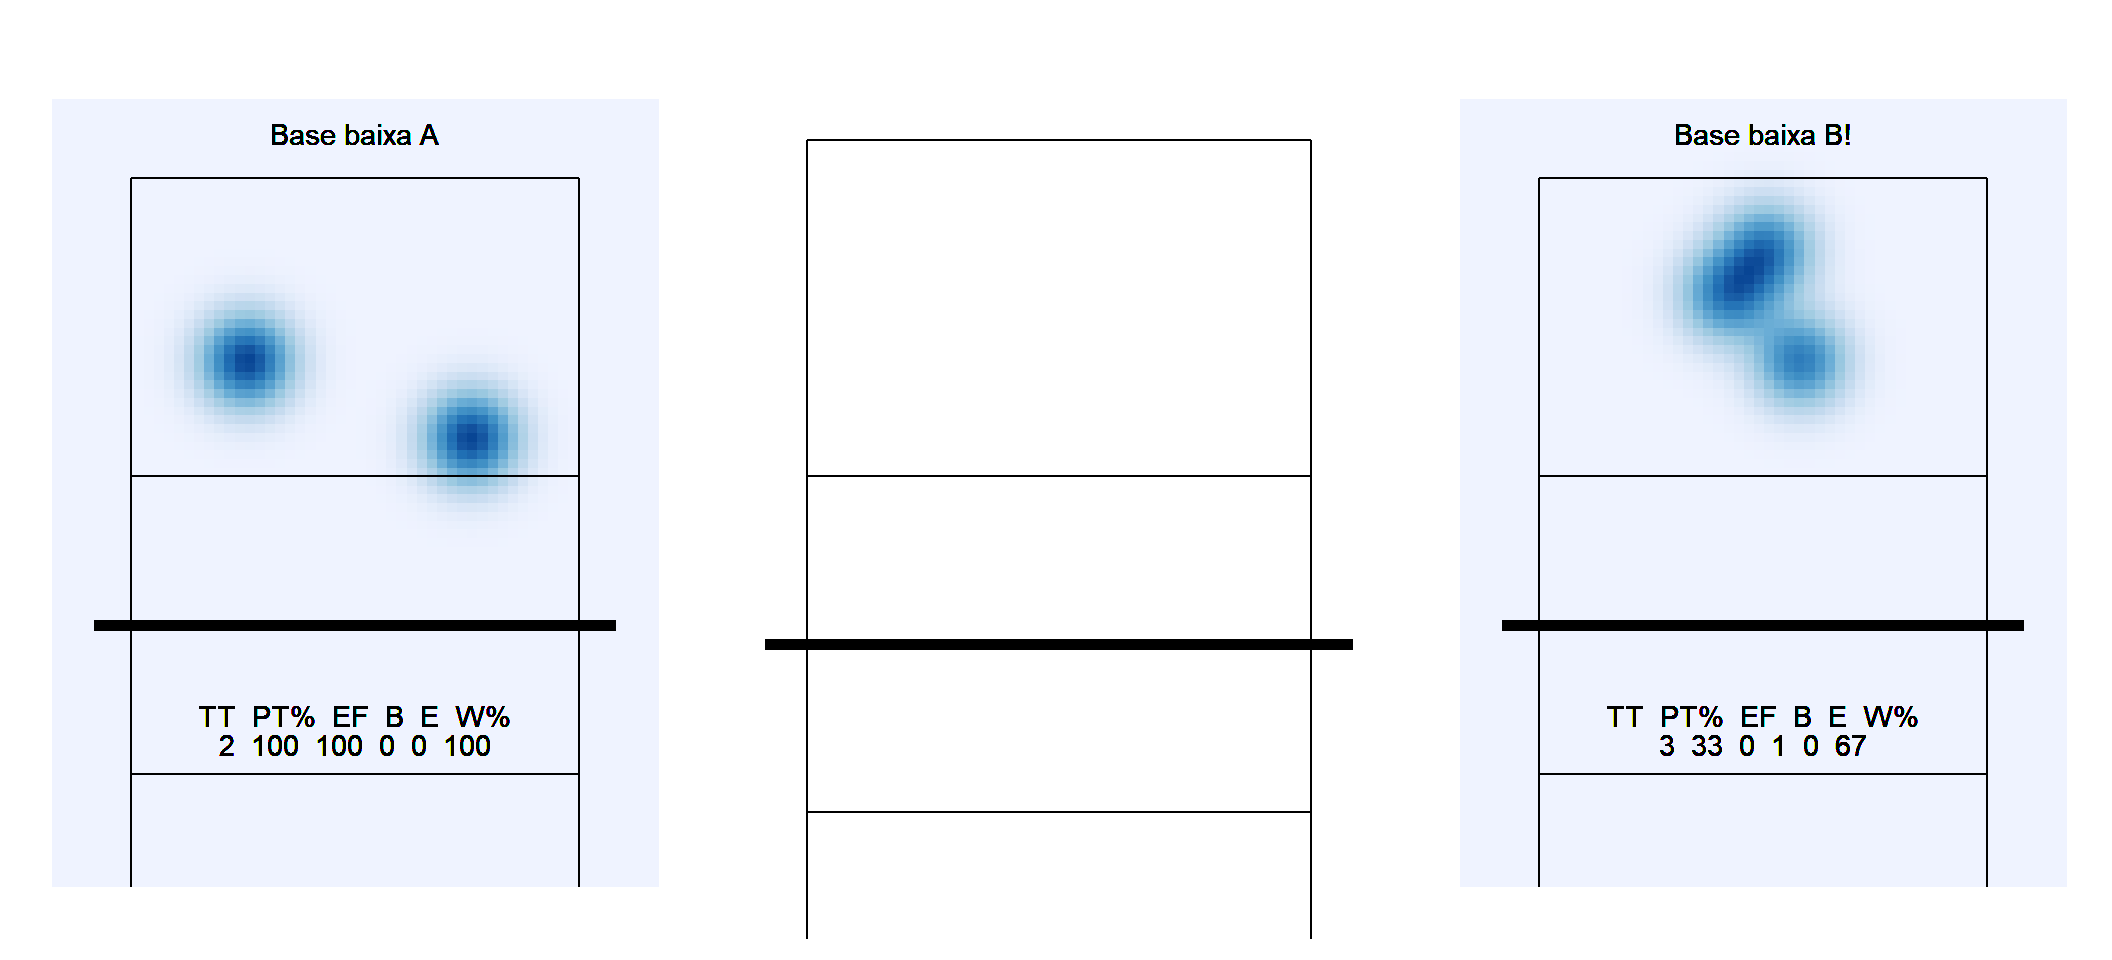 Base baixa A
TT PT% EF B E W%
2 100 100 0 0 100
Base baixa B!
TT PT% EF B E W%
3 33 0 1 0 67